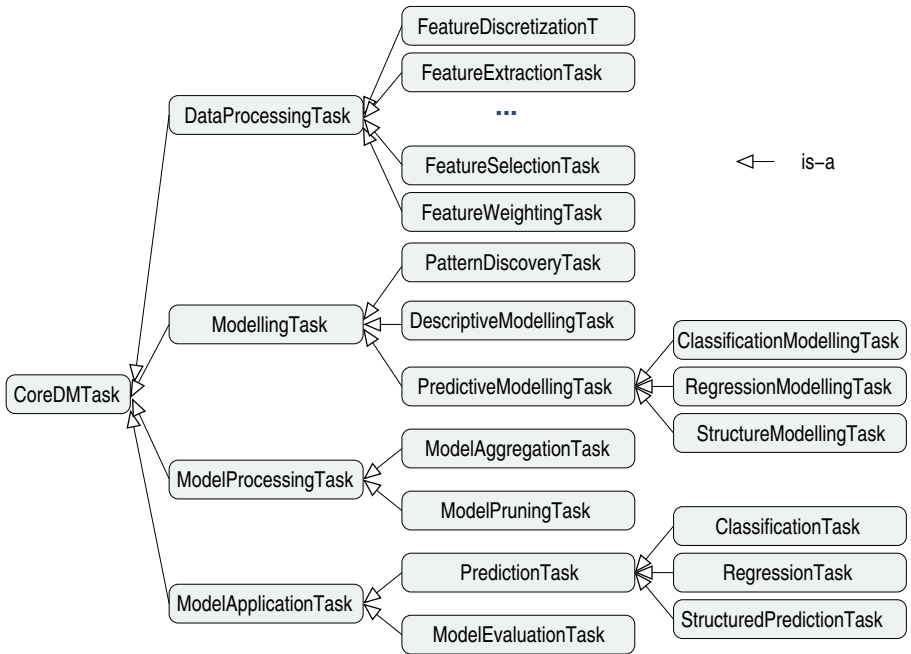 FeatureDiscretizationT
FeatureExtractionTask
DataProcessingTask
...
FeatureSelectionTask
is-a
FeatureWeightingTask
PatternDiscoveryTask
ModellingTask
DescriptiveModellingTask
ClassificationModellingTask
PredictiveModellingTask
RegressionModellingTask
CoreDMTask
StructureModellingTask
ModelAggregationTask
ModelProcessingTask
ModelPruningTask
ClassificationTask
PredictionTask
RegressionTask
ModelApplicationTask
StructuredPredictionTask
ModelEvaluationTask